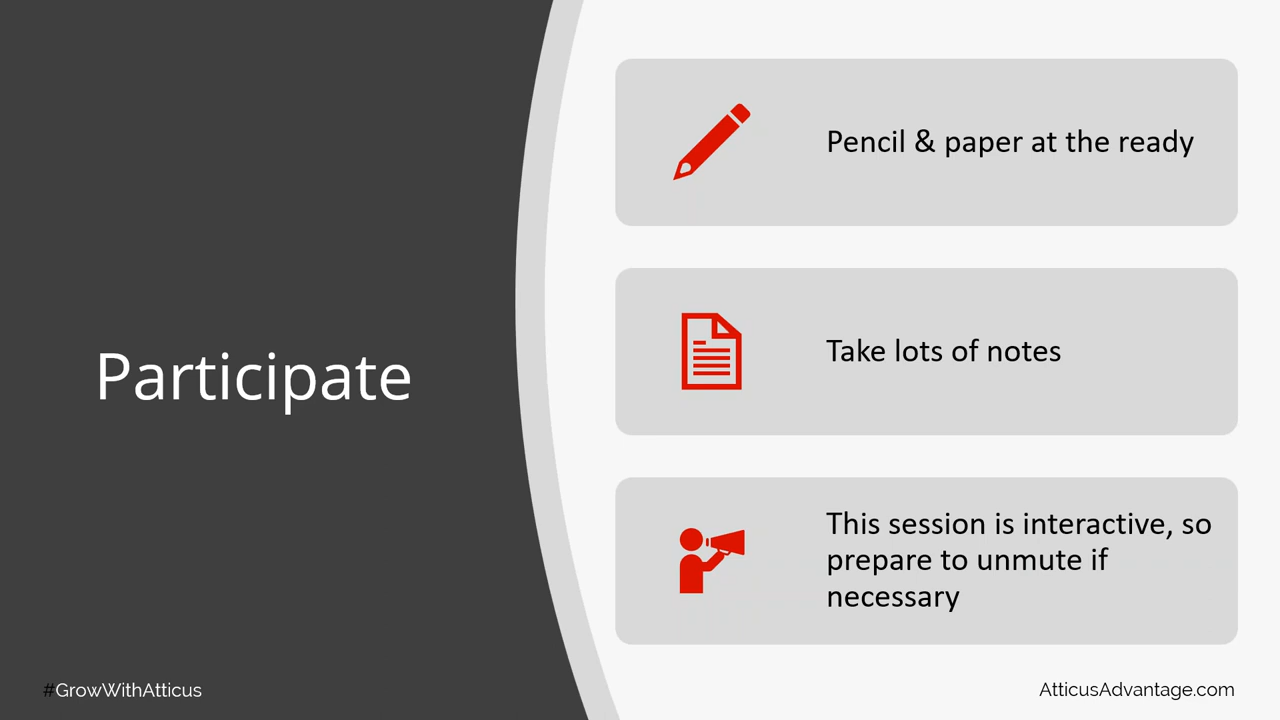 Participate
Pencil & paper at the ready
Take lots of notes
This session is interactive, so
prepare to unmute if
necessary
#GrowWithAtticus
AtticusAdvantage.com